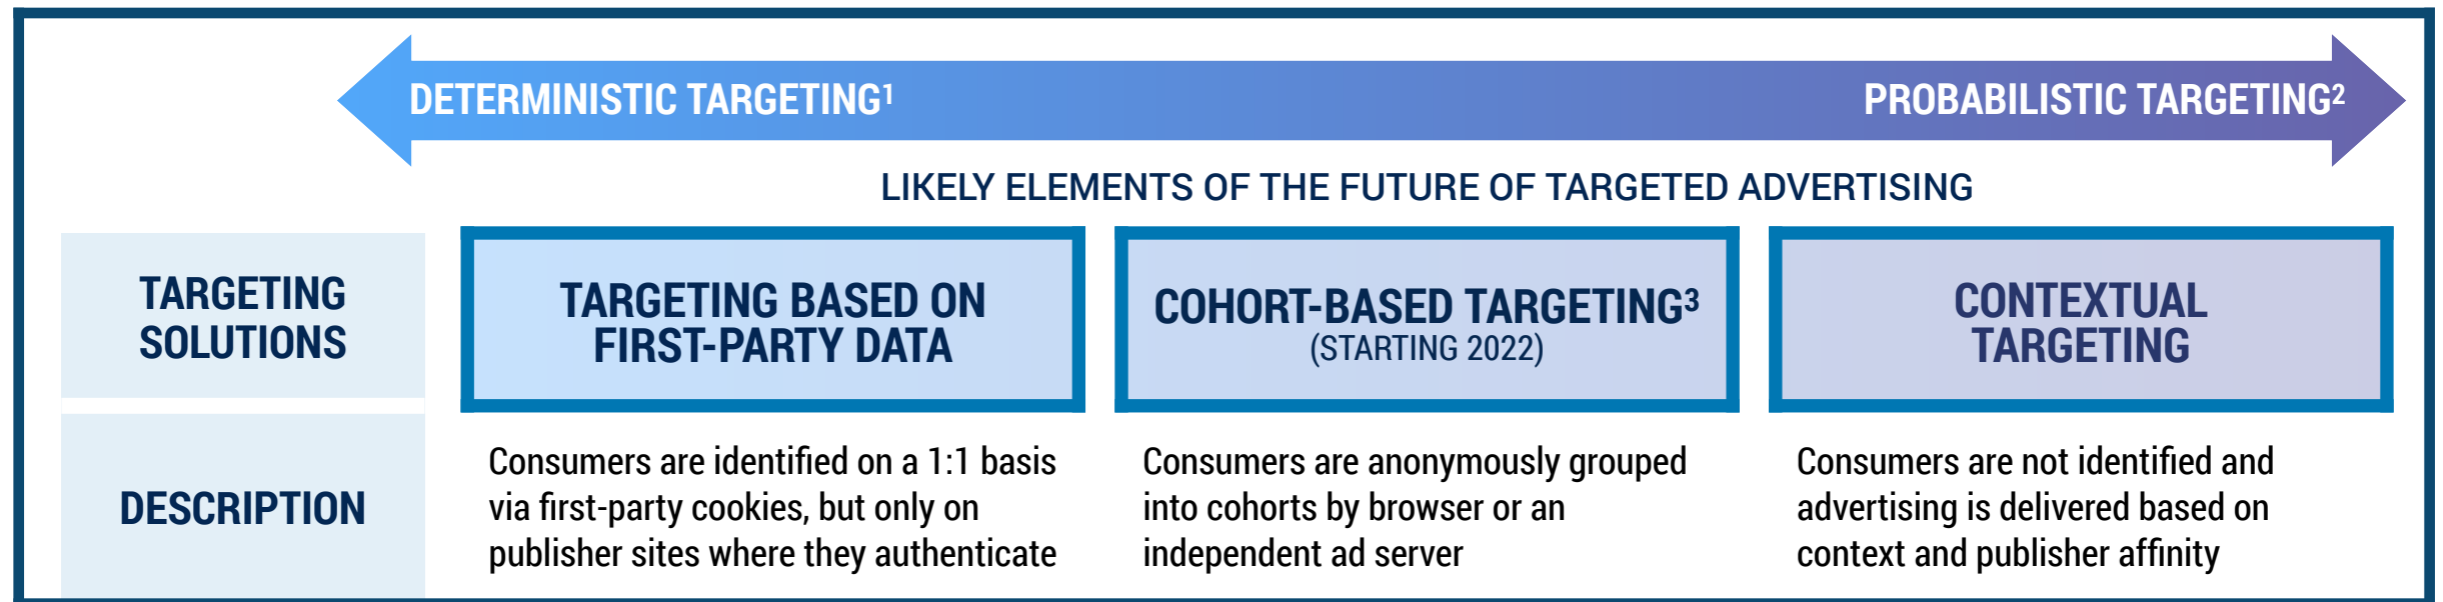 DETERMINISTIC TARGETING¹
PROBABILISTIC TARGETING²
LIKELY ELEMENTS OF THE FUTURE OF TARGETED ADVERTISING
TARGETING
SOLUTIONS
TARGETING BASED ON
FIRST-PARTY DATA
COHORT-BASED TARGETING³
(STARTING 2022)
CONTEXTUAL
TARGETING
DESCRIPTION
Consumers are identified on a 1:1 basis
via first-party cookies, but only on
publisher sites where they authenticate
Consumers are anonymously grouped
into cohorts by browser or an
independent ad server
Consumers are not identified and
advertising is delivered based on
context and publisher affinity